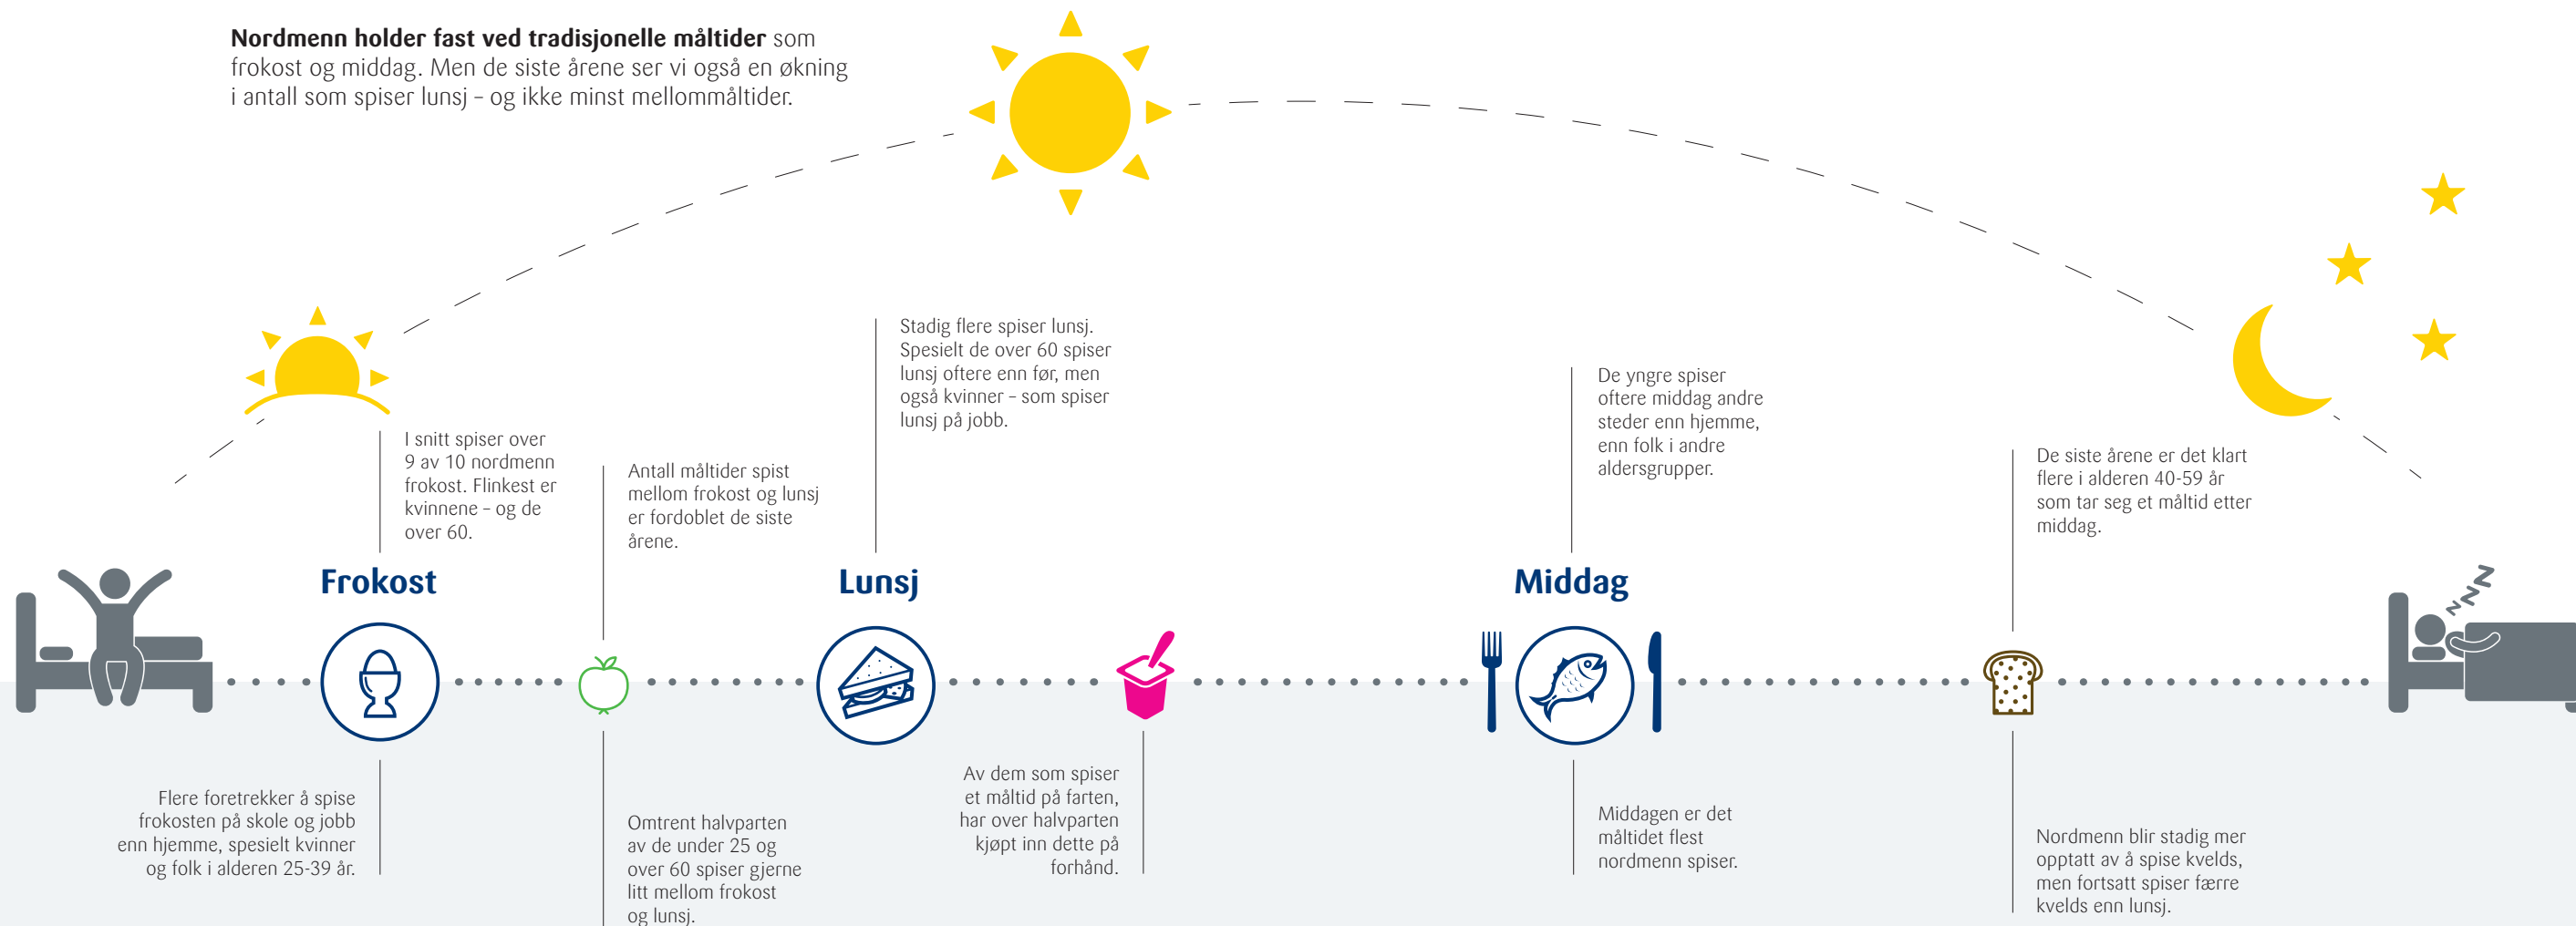 Nordmenn holder fast ved tradisjonelle måltider som
frokost og middag. Men de siste årene ser vi også en økning
i antall som spiser lunsj – og ikke minst mellommåltider.
I snitt spiser over
9 av 10 nordmenn
frokost. Flinkest er
kvinnene – og de
over 60.
Antall måltider spist
mellom frokost og lunsj
er fordoblet de siste
årene.
Stadig flere spiser lunsj.
Spesielt de over 60 spiser
lunsj oftere enn før, men
også kvinner – som spiser
lunsj på jobb.
De yngre spiser
oftere middag andre
steder enn hjemme,
enn folk i andre
aldersgrupper.
De siste årene er det klart
flere i alderen 40-59 år
som tar seg et måltid etter
middag.
Frokost
Lunsj
Middag
z z z z
Flere foretrekker å spise
frokosten på skole og jobb
enn hjemme, spesielt kvinner
og folk i alderen 25-39 år.
Omtrent halvparten
av de under 25 og
over 60 spiser gjerne
litt mellom frokost
og lunsj.
Av dem som spiser
et måltid på farten,
har over halvparten
kjøpt inn dette på
forhånd.
Middagen er det
måltidet flest
nordmenn spiser.
Nordmenn blir stadig mer
opptatt av å spise kvelds,
men fortsatt spiser færre
kvelds enn lunsj.